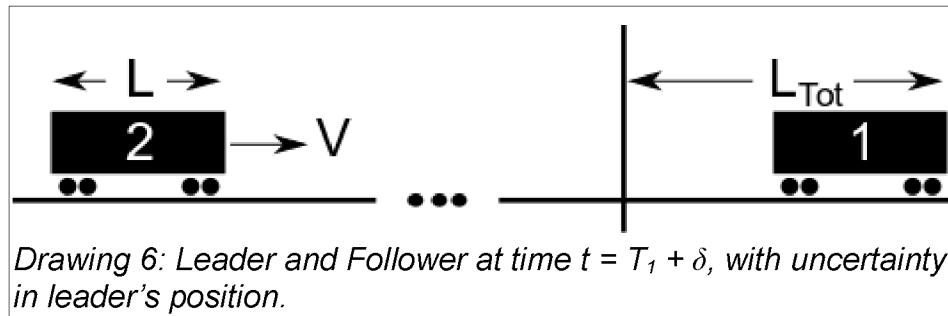 L
L_Tot
2
V
1
Drawing 6: Leader and Follower at time t = T₁ + δ, with uncertainty
in leader's position.